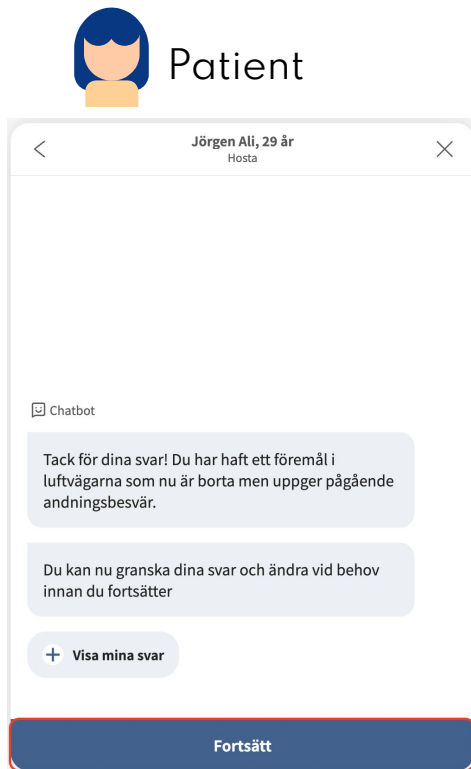 Patient
Jörgen Ali, 29 år
Hosta
Chatbot
Tack för dina svar! Du har haft ett föremål i
luftvägarna som nu är borta men uppger pågående
andningsbesvär.
Du kan nu granska dina svar och ändra vid behov
innan du fortsätter
Visa mina svar
Fortsätt